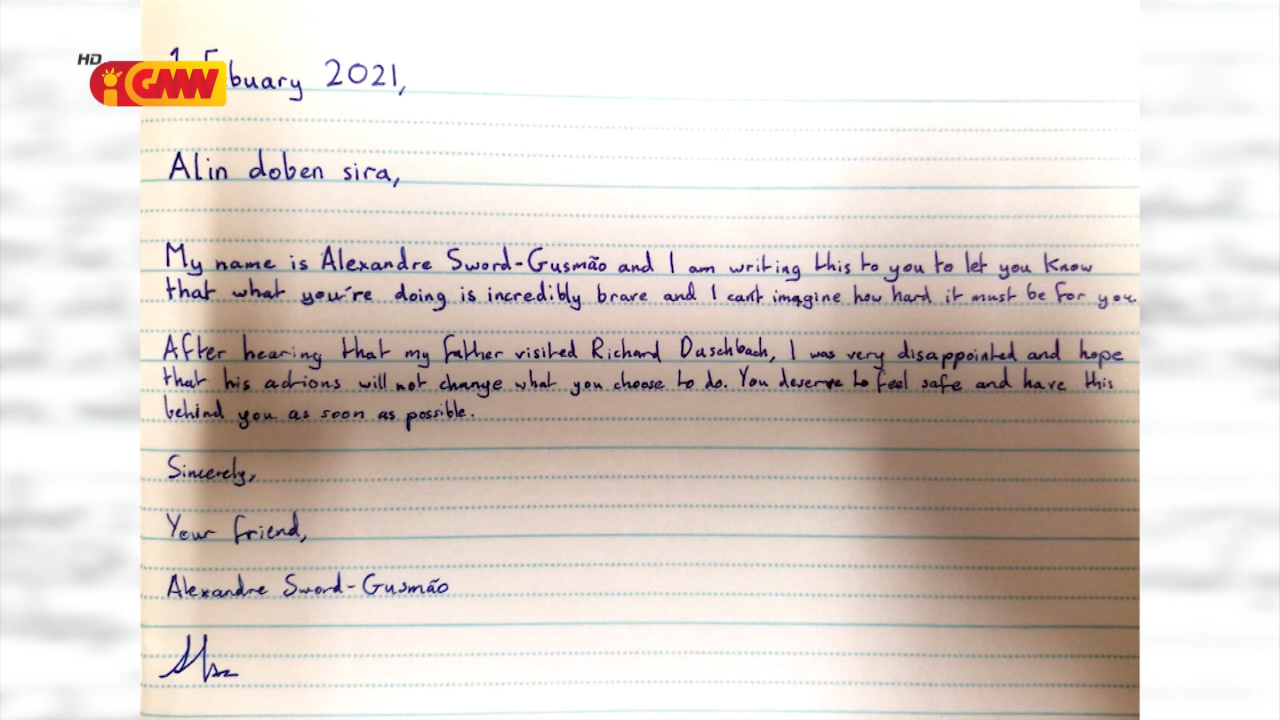 HD
iGMW
buary 2021,
Alin doben sira,
My name is Alexandre Sword-Gusmão and I am writing this to you to let you know
that what you're doing is incredibly brave and I can't imagine how hard it must be for you
After hearing that my father visited Richard Daschbach, I was very disappointed and hope
that his actions will not change what you choose to do. You deserve to feel safe and have this
behind you as soon as possible.
Sincerely,
Your friend,
Alexandre Sword-Gusmão